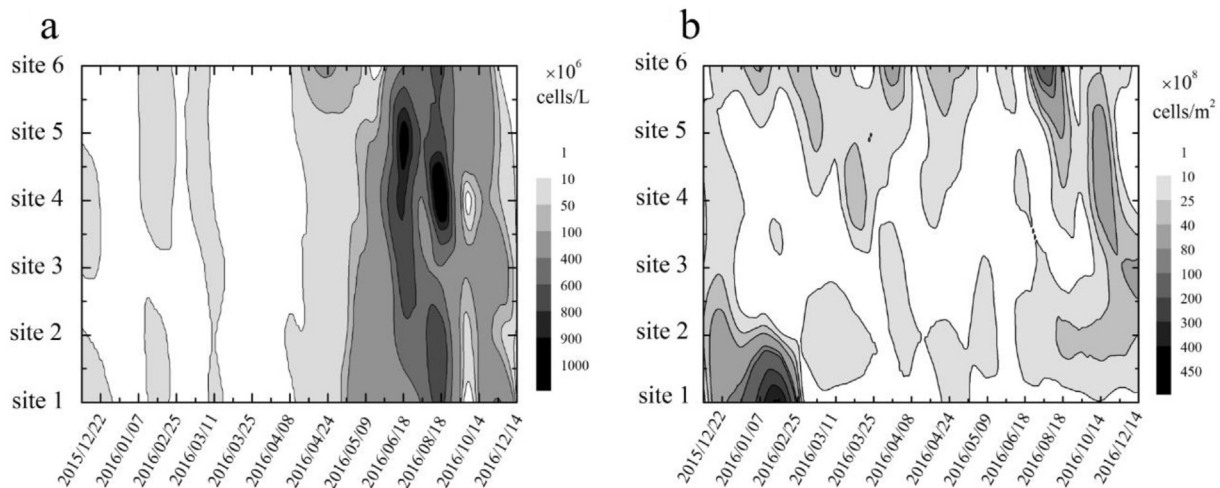 a
site 6
site 5
site 4
site 3
site 2
site 1
×10⁶
cells/L
1
10
50
100
400
600
900
1000
2015/12/22
2016/01/07
2016/02/25
2016/03/11
2016/03/25
2016/04/08
2016/04/24
2016/05/09
2016/06/18
2016/08/18
2016/10/14
2016/12/14
b
site 6
site 5
site 4
site 3
site 2
site 1
×10⁸
cells/m²
1
10
25
40
80
100
200
300
400
450
2015/12/22
2016/01/07
2016/02/25
2016/03/11
2016/03/25
2016/04/08
2016/04/24
2016/05/09
2016/06/18
2016/08/18
2016/10/14
2016/12/14